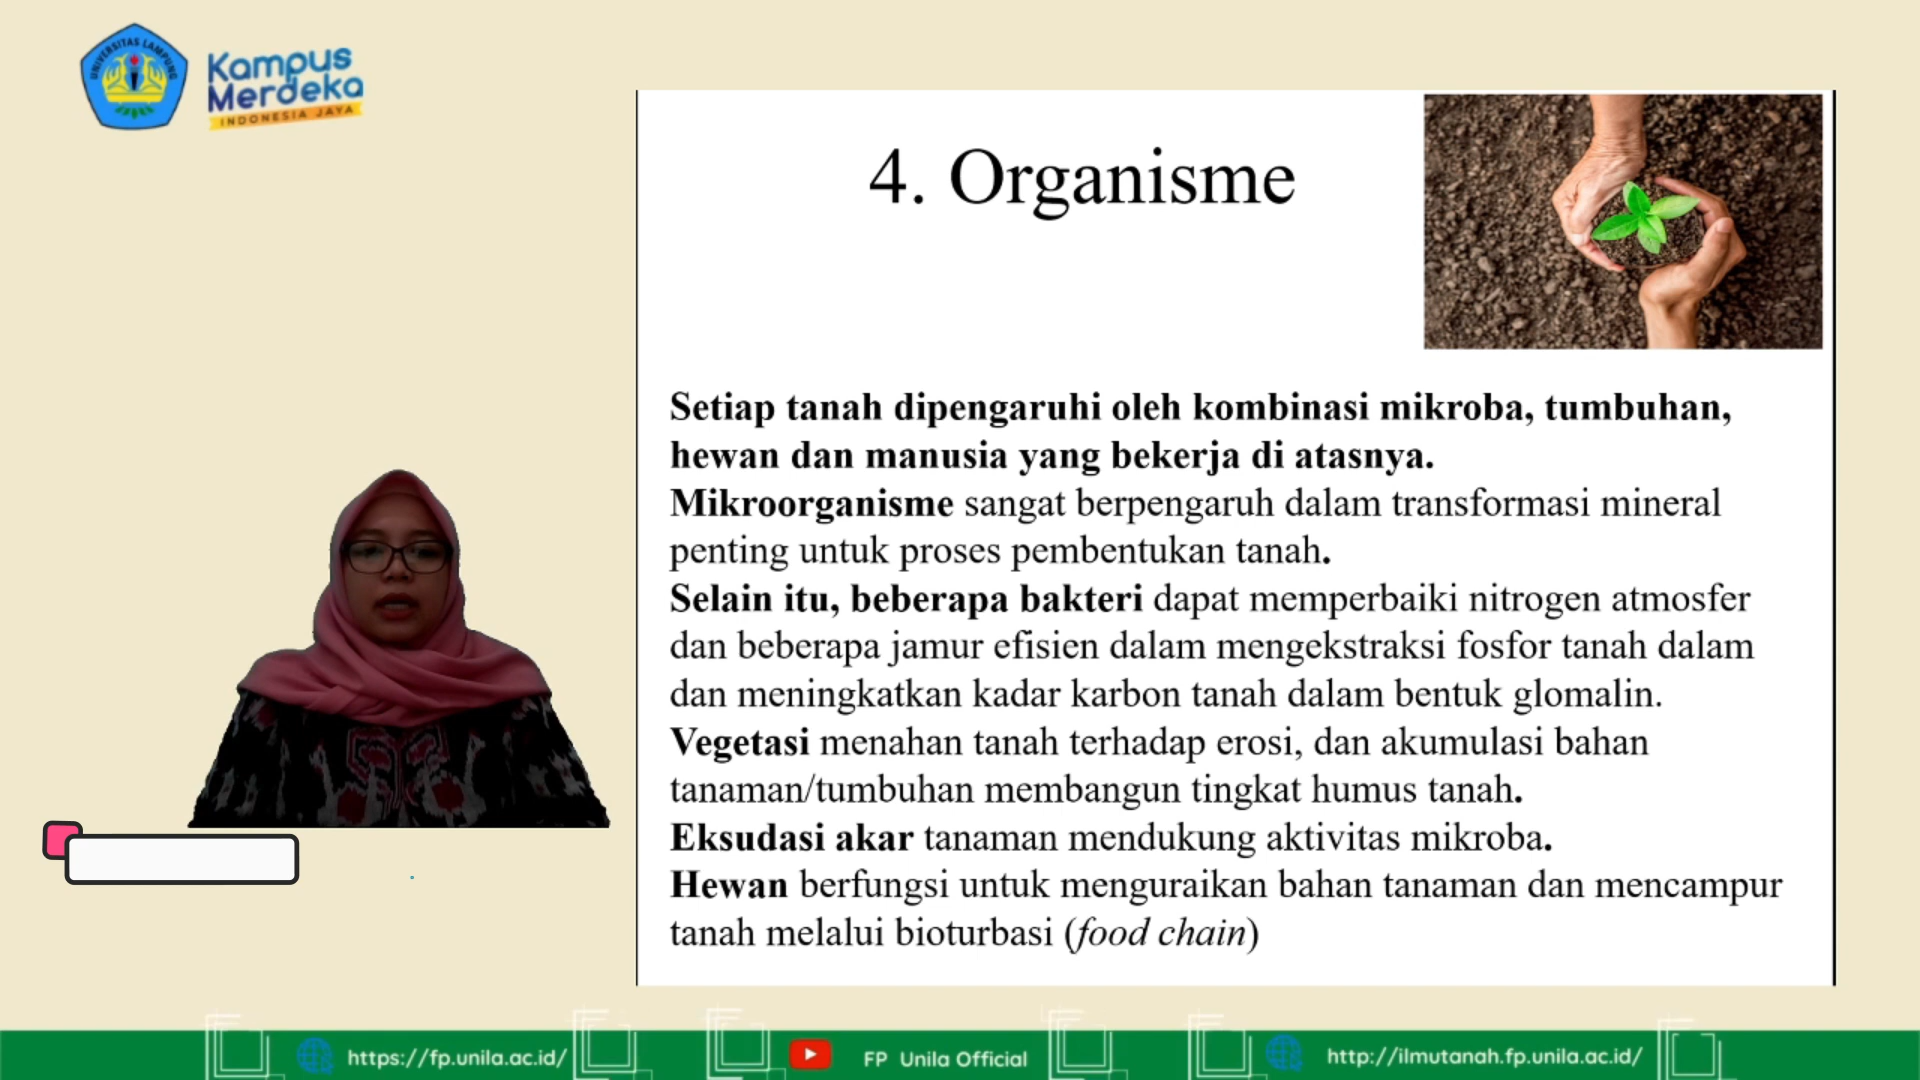 UNIVERSITAS LAMPUNG
Kampus
Merdeka
INDONESIA JAYA
4. Organisme
Setiap tanah dipengaruhi oleh kombinasi mikroba, tumbuhan,
hewan dan manusia yang bekerja di atasnya.
Mikroorganisme sangat berpengaruh dalam transformasi mineral
penting untuk proses pembentukan tanah.
Selain itu, beberapa bakteri dapat memperbaiki nitrogen atmosfer
dan beberapa jamur efisien dalam mengekstraksi fosfor tanah dalam
dan meningkatkan kadar karbon tanah dalam bentuk glomalin.
Vegetasi menahan tanah terhadap erosi, dan akumulasi bahan
tanaman/tumbuhan membangun tingkat humus tanah.
Eksudasi akar tanaman mendukung aktivitas mikroba.
Hewan berfungsi untuk menguraikan bahan tanaman dan mencampur
tanah melalui bioturbasi (food chain)
https://fp.unila.ac.id/
FP Unila Official
http://ilmutanah.fp.unila.ac.id/